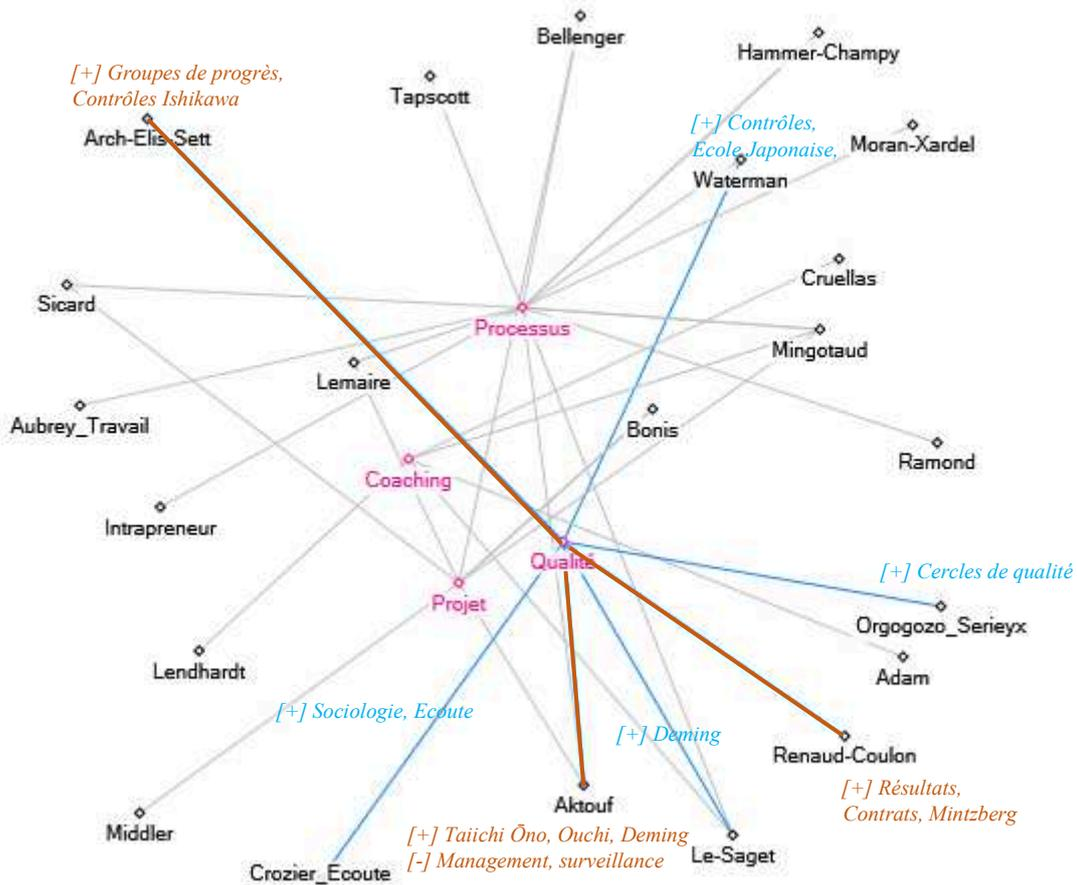 Bellenger
Hammer-Champy
[+] Groupes de progrès,
Contrôles Ishikawa
Tapscott
Arch-Elis-Sett
[+] Contrôles,
Ecole Japonaise,
Moran-Xardel
Waterman
Cruellas
Sicard
Processus
Mingotaud
Lemaire
Aubrey_Travail
Bonis
Ramond
Coaching
Intrapreneur
Qualité
[+] Cercles de qualité
Projet
Orgogozo_Serieyx
Lendhardt
Adam
[+] Sociologie, Ecoute
[+] Deming
Renaud-Coulon
[+] Résultats,
Contrats, Mintzberg
Aktouf
Middler
[+] Taiichi Ōno, Ouchi, Deming
[-] Management, surveillance
Le-Saget
Crozier_Ecoute